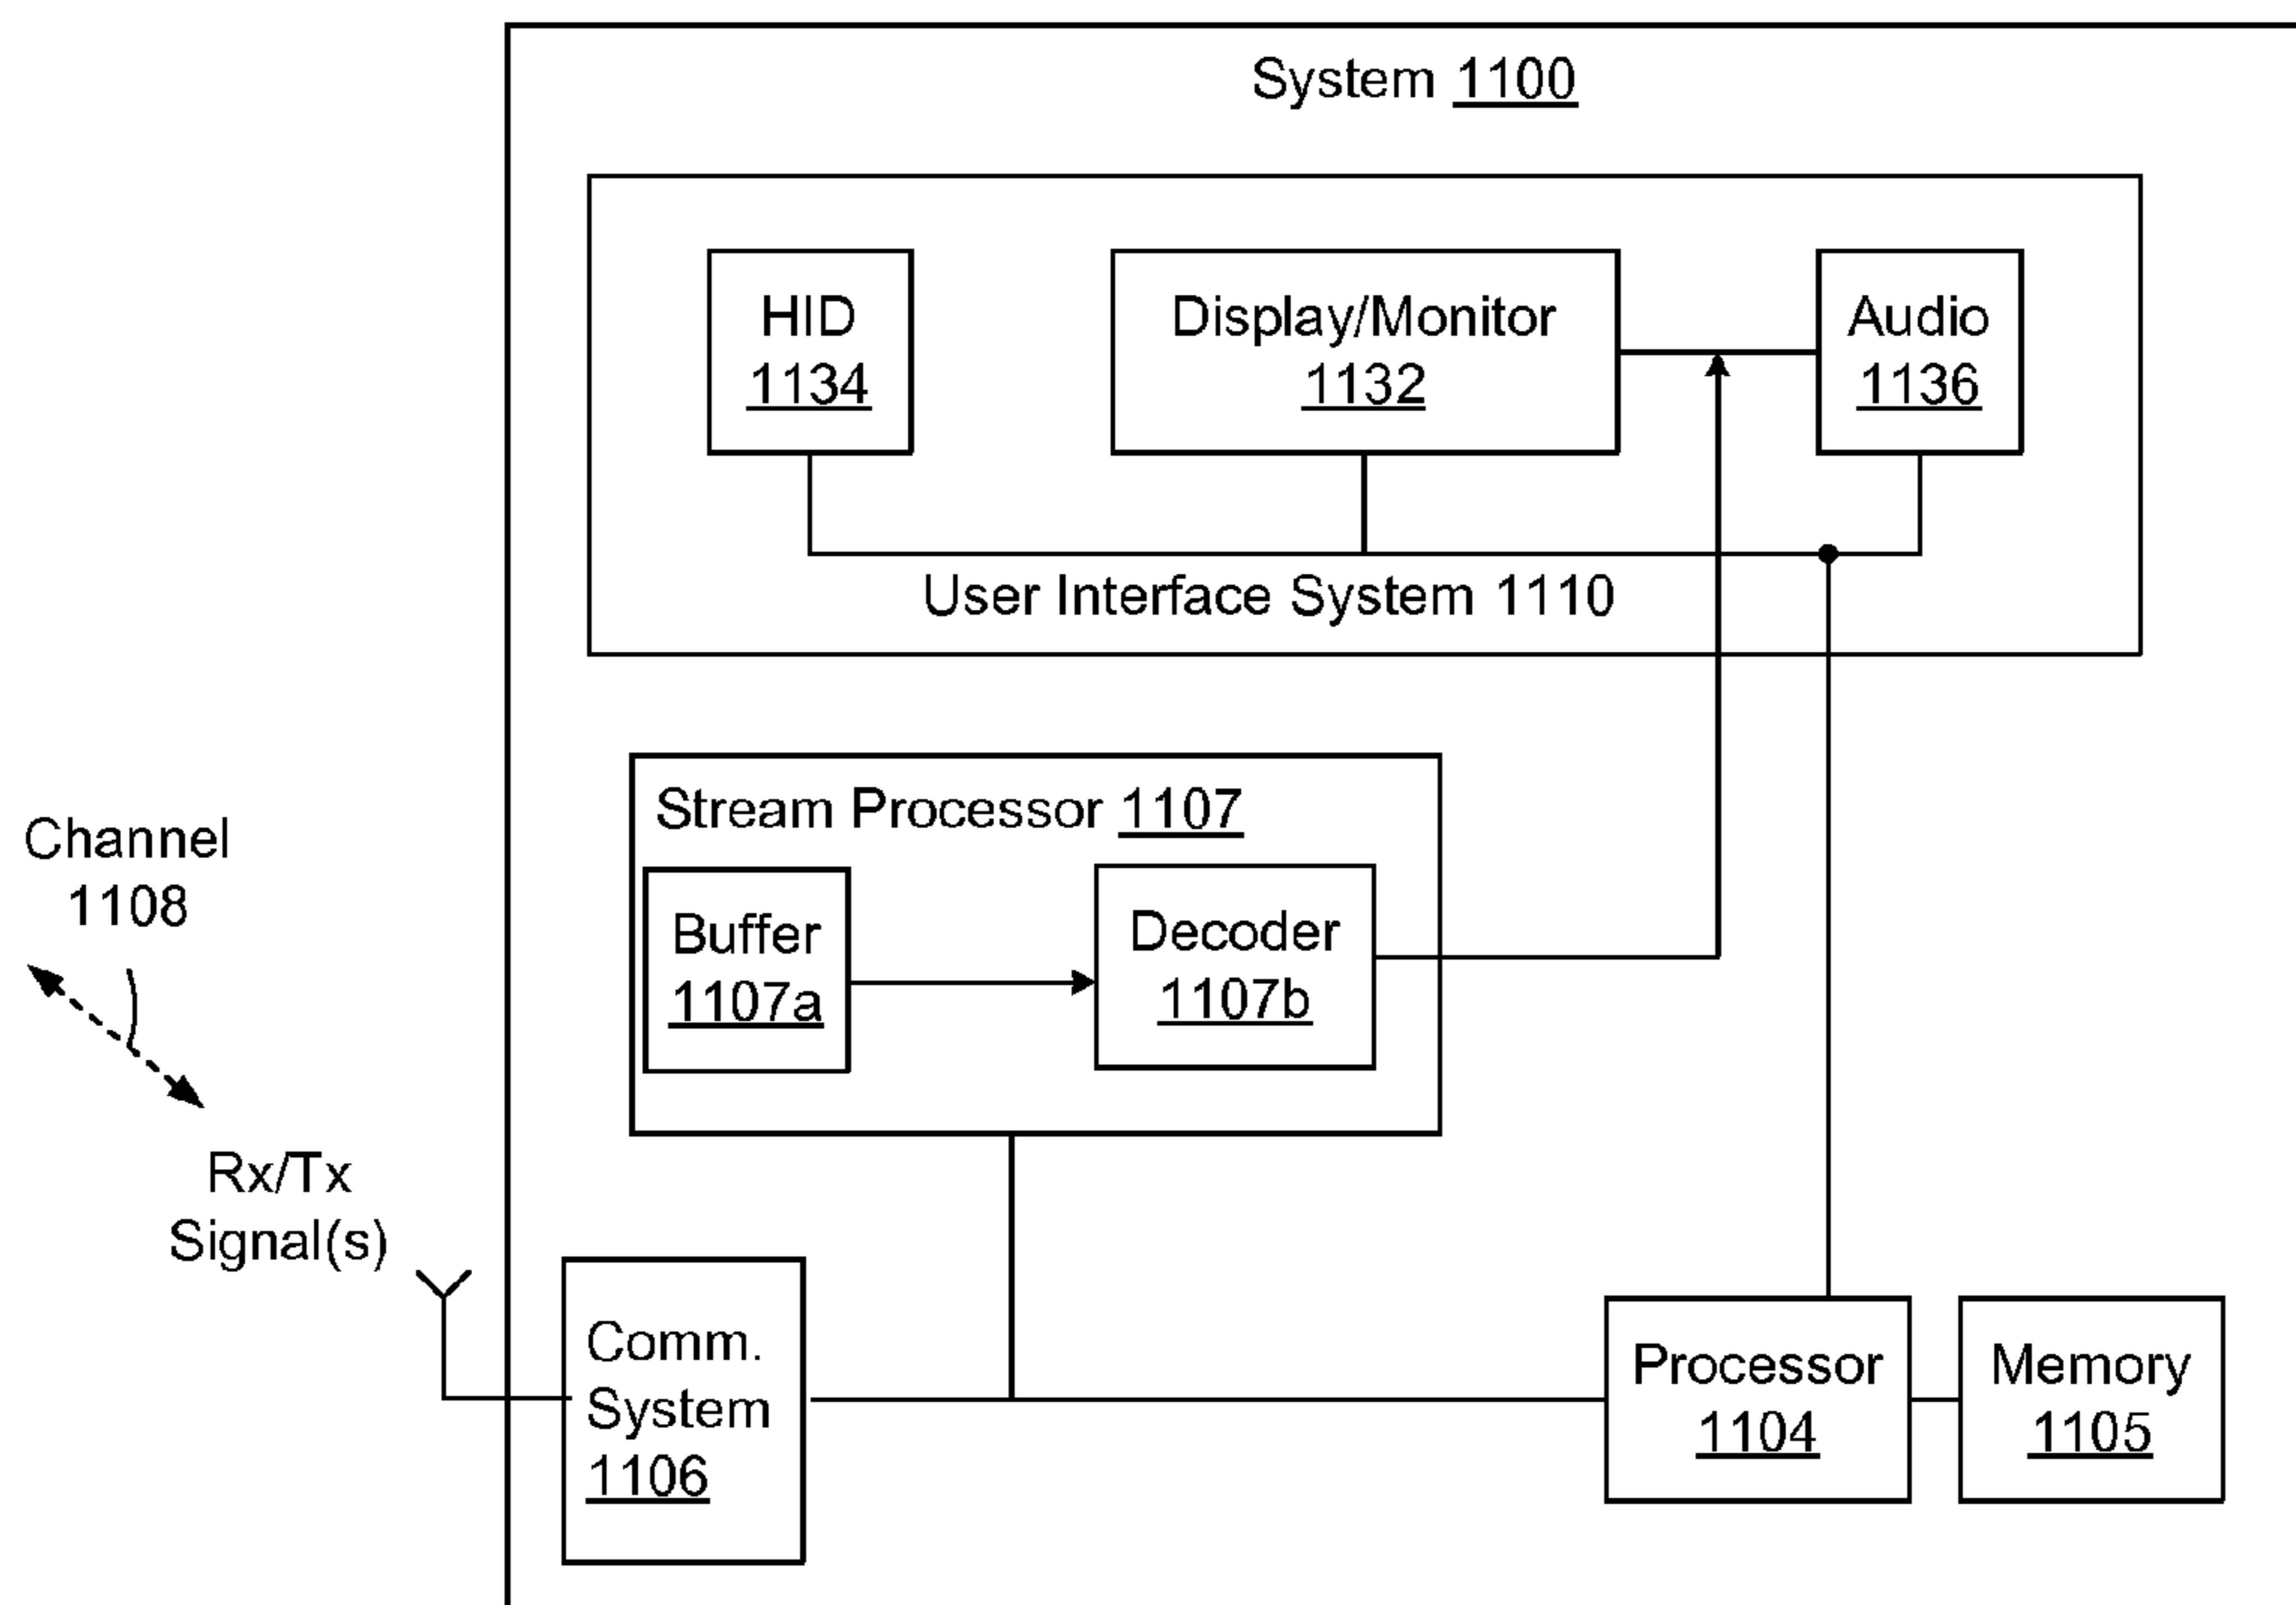 System 1100
HID
1134
Display/Monitor
1132
Audio
1136
User Interface System 1110
Stream Processor 1107
Buffer
1107a
Decoder
1107b
Channel
1108
Rx/Tx
Signal(s)
Comm.
System
1106
Processor
1104
Memory
1105